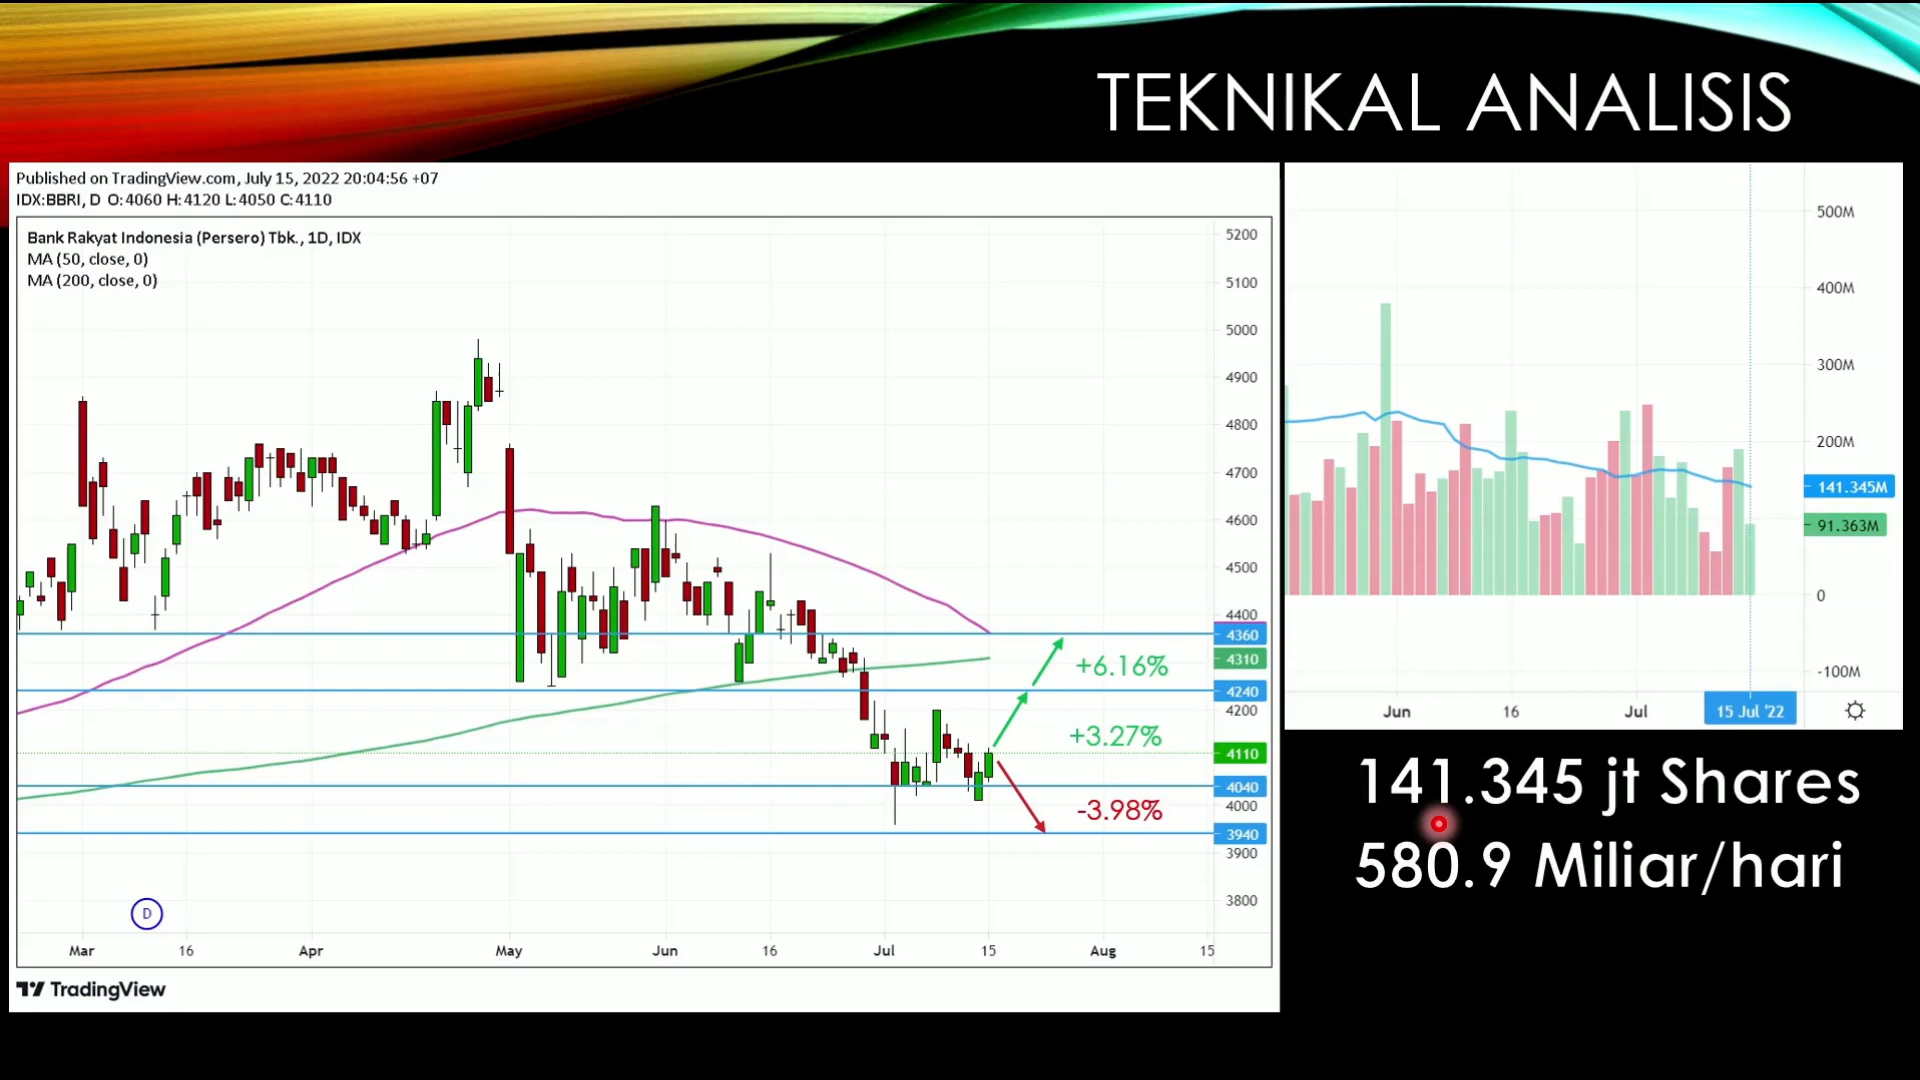 TEKNIKAL ANALISIS
Published on TradingView.com, July 15, 2022 20:04:56 +07
IDX:BBRI, D O:4060 H:4120 L:4050 C:4110
Bank Rakyat Indonesia (Persero) Tbk., 1D, IDX
MA (50, close, 0)
MA (200, close, 0)
5200
5100
5000
4900
4800
4700
4600
4500
4400
4360
4310
4240
4200
4110
4040
4000
3940
3900
3800
+6.16%
+3.27%
-3.98%
D
Mar 16 Apr May Jun 16 Jul 15 Aug 15
TradingView
500M
400M
300M
200M
141.345M
91.363M
0
-100M
Jun 16 Jul 15 Jul '22
141.345 jt Shares
580.9 Miliar/hari